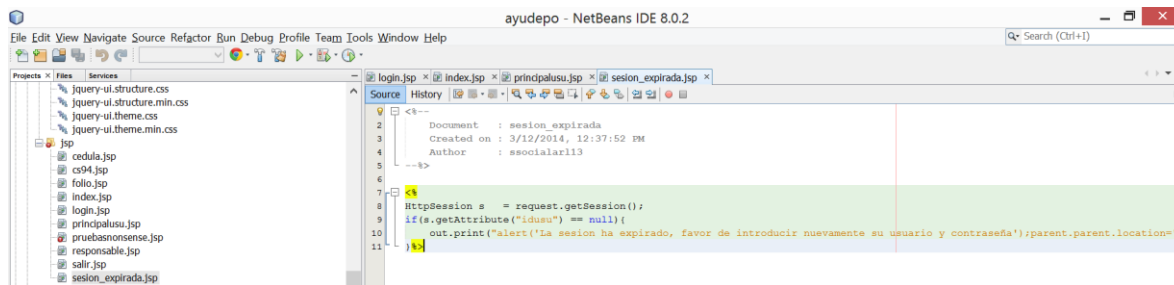 ayudepo - NetBeans IDE 8.0.2
File Edit View Navigate Source Refactor Run Debug Profile Team Tools Window Help
Search (Ctrl+I)
Projects Files Services
login.jsp index.jsp principalusu.jsp sesion_expirada.jsp
Source History
jquery-ui.structure.css
jquery-ui.structure.min.css
jquery-ui.theme.css
jquery-ui.theme.min.css
jsp
cedula.jsp
cs94.jsp
folio.jsp
index.jsp
login.jsp
principalusu.jsp
pruebasnonsense.jsp
responsable.jsp
salir.jsp
sesion_expirada.jsp
<%--
2 Document : sesion_expirada
3 Created on : 3/12/2014, 12:37:52 PM
4 Author : ssocialarl13
5 --%>
6
7 <%
8 HttpSession s = request.getSession();
9 if(s.getAttribute("idusu") == null){
10 out.print("alert('La sesion ha expirado, favor de introducir nuevamente su usuario y contraseña');parent.parent.location=
11 }%>